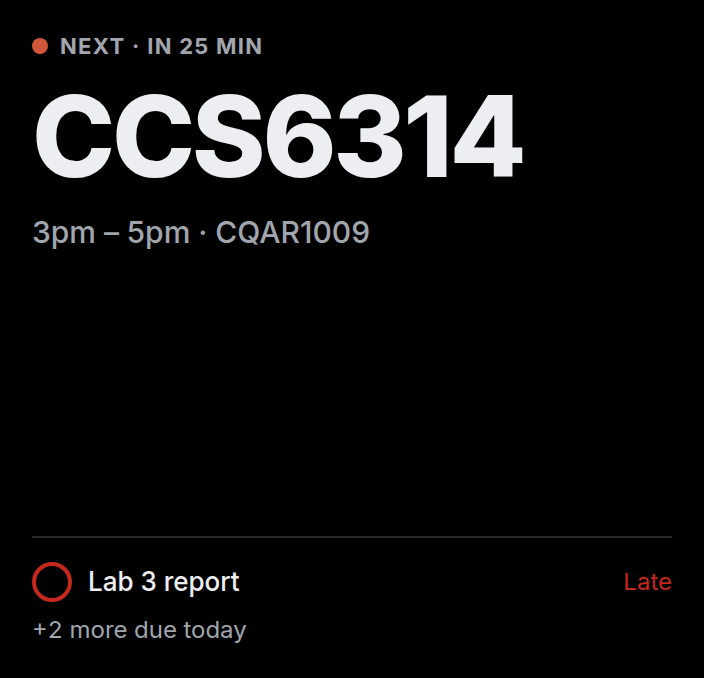 NEXT · IN 25 MIN
CCS6314
3pm – 5pm · CQAR1009
Lab 3 report
Late
+2 more due today